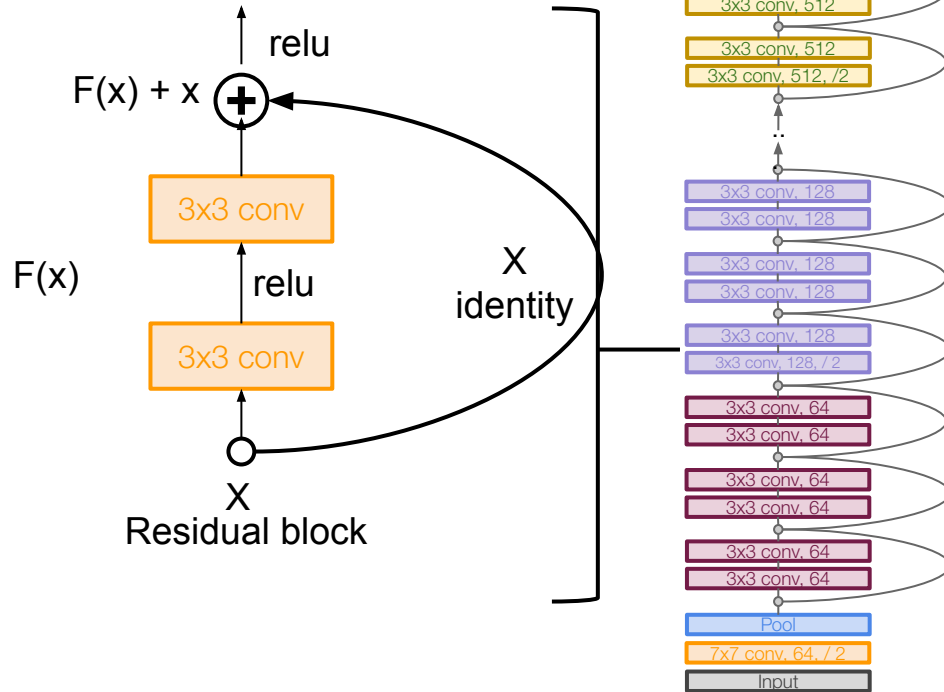 relu
F(x) + x
3x3 conv
F(x)
relu
X
identity
3x3 conv
X
Residual block
3x3 conv, 512
3x3 conv, 512
3x3 conv, 512, /2
..
3x3 conv, 128
3x3 conv, 128
3x3 conv, 128
3x3 conv, 128
3x3 conv, 128
3x3 conv, 128, / 2
3x3 conv, 64
3x3 conv, 64
3x3 conv, 64
3x3 conv, 64
3x3 conv, 64
3x3 conv, 64
Pool
7x7 conv, 64, / 2
Input